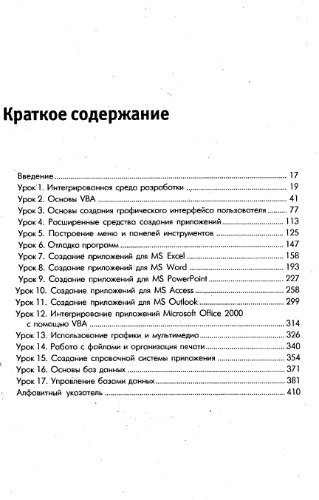 Краткое содержание
Введение ... 17
Урок 1. Интегрированная среда разработки ... 19
Урок 2. Основы VBA ... 41
Урок 3. Основы создания графического интерфейса пользователя ... 77
Урок 4. Расширенные средства создания приложений ... 113
Урок 5. Построение меню и панелей инструментов ... 125
Урок 6. Отладка программ ... 147
Урок 7. Создание приложений для MS Excel ... 158
Урок 8. Создание приложений для MS Word ... 193
Урок 9. Создание приложений для MS PowerPoint ... 227
Урок 10. Создание приложений для MS Access ... 258
Урок 11. Создание приложений для MS Outlook ... 299
Урок 12. Интегрирование приложений Microsoft Office 2000
с помощью VBA ... 314
Урок 13. Использование графики и мультимедиа ... 326
Урок 14. Работа с файлами и организация печати ... 340
Урок 15. Создание справочной системы приложения ... 354
Урок 16. Основы баз данных ... 371
Урок 17. Управление базами данных ... 381
Алфавитный указатель ... 410